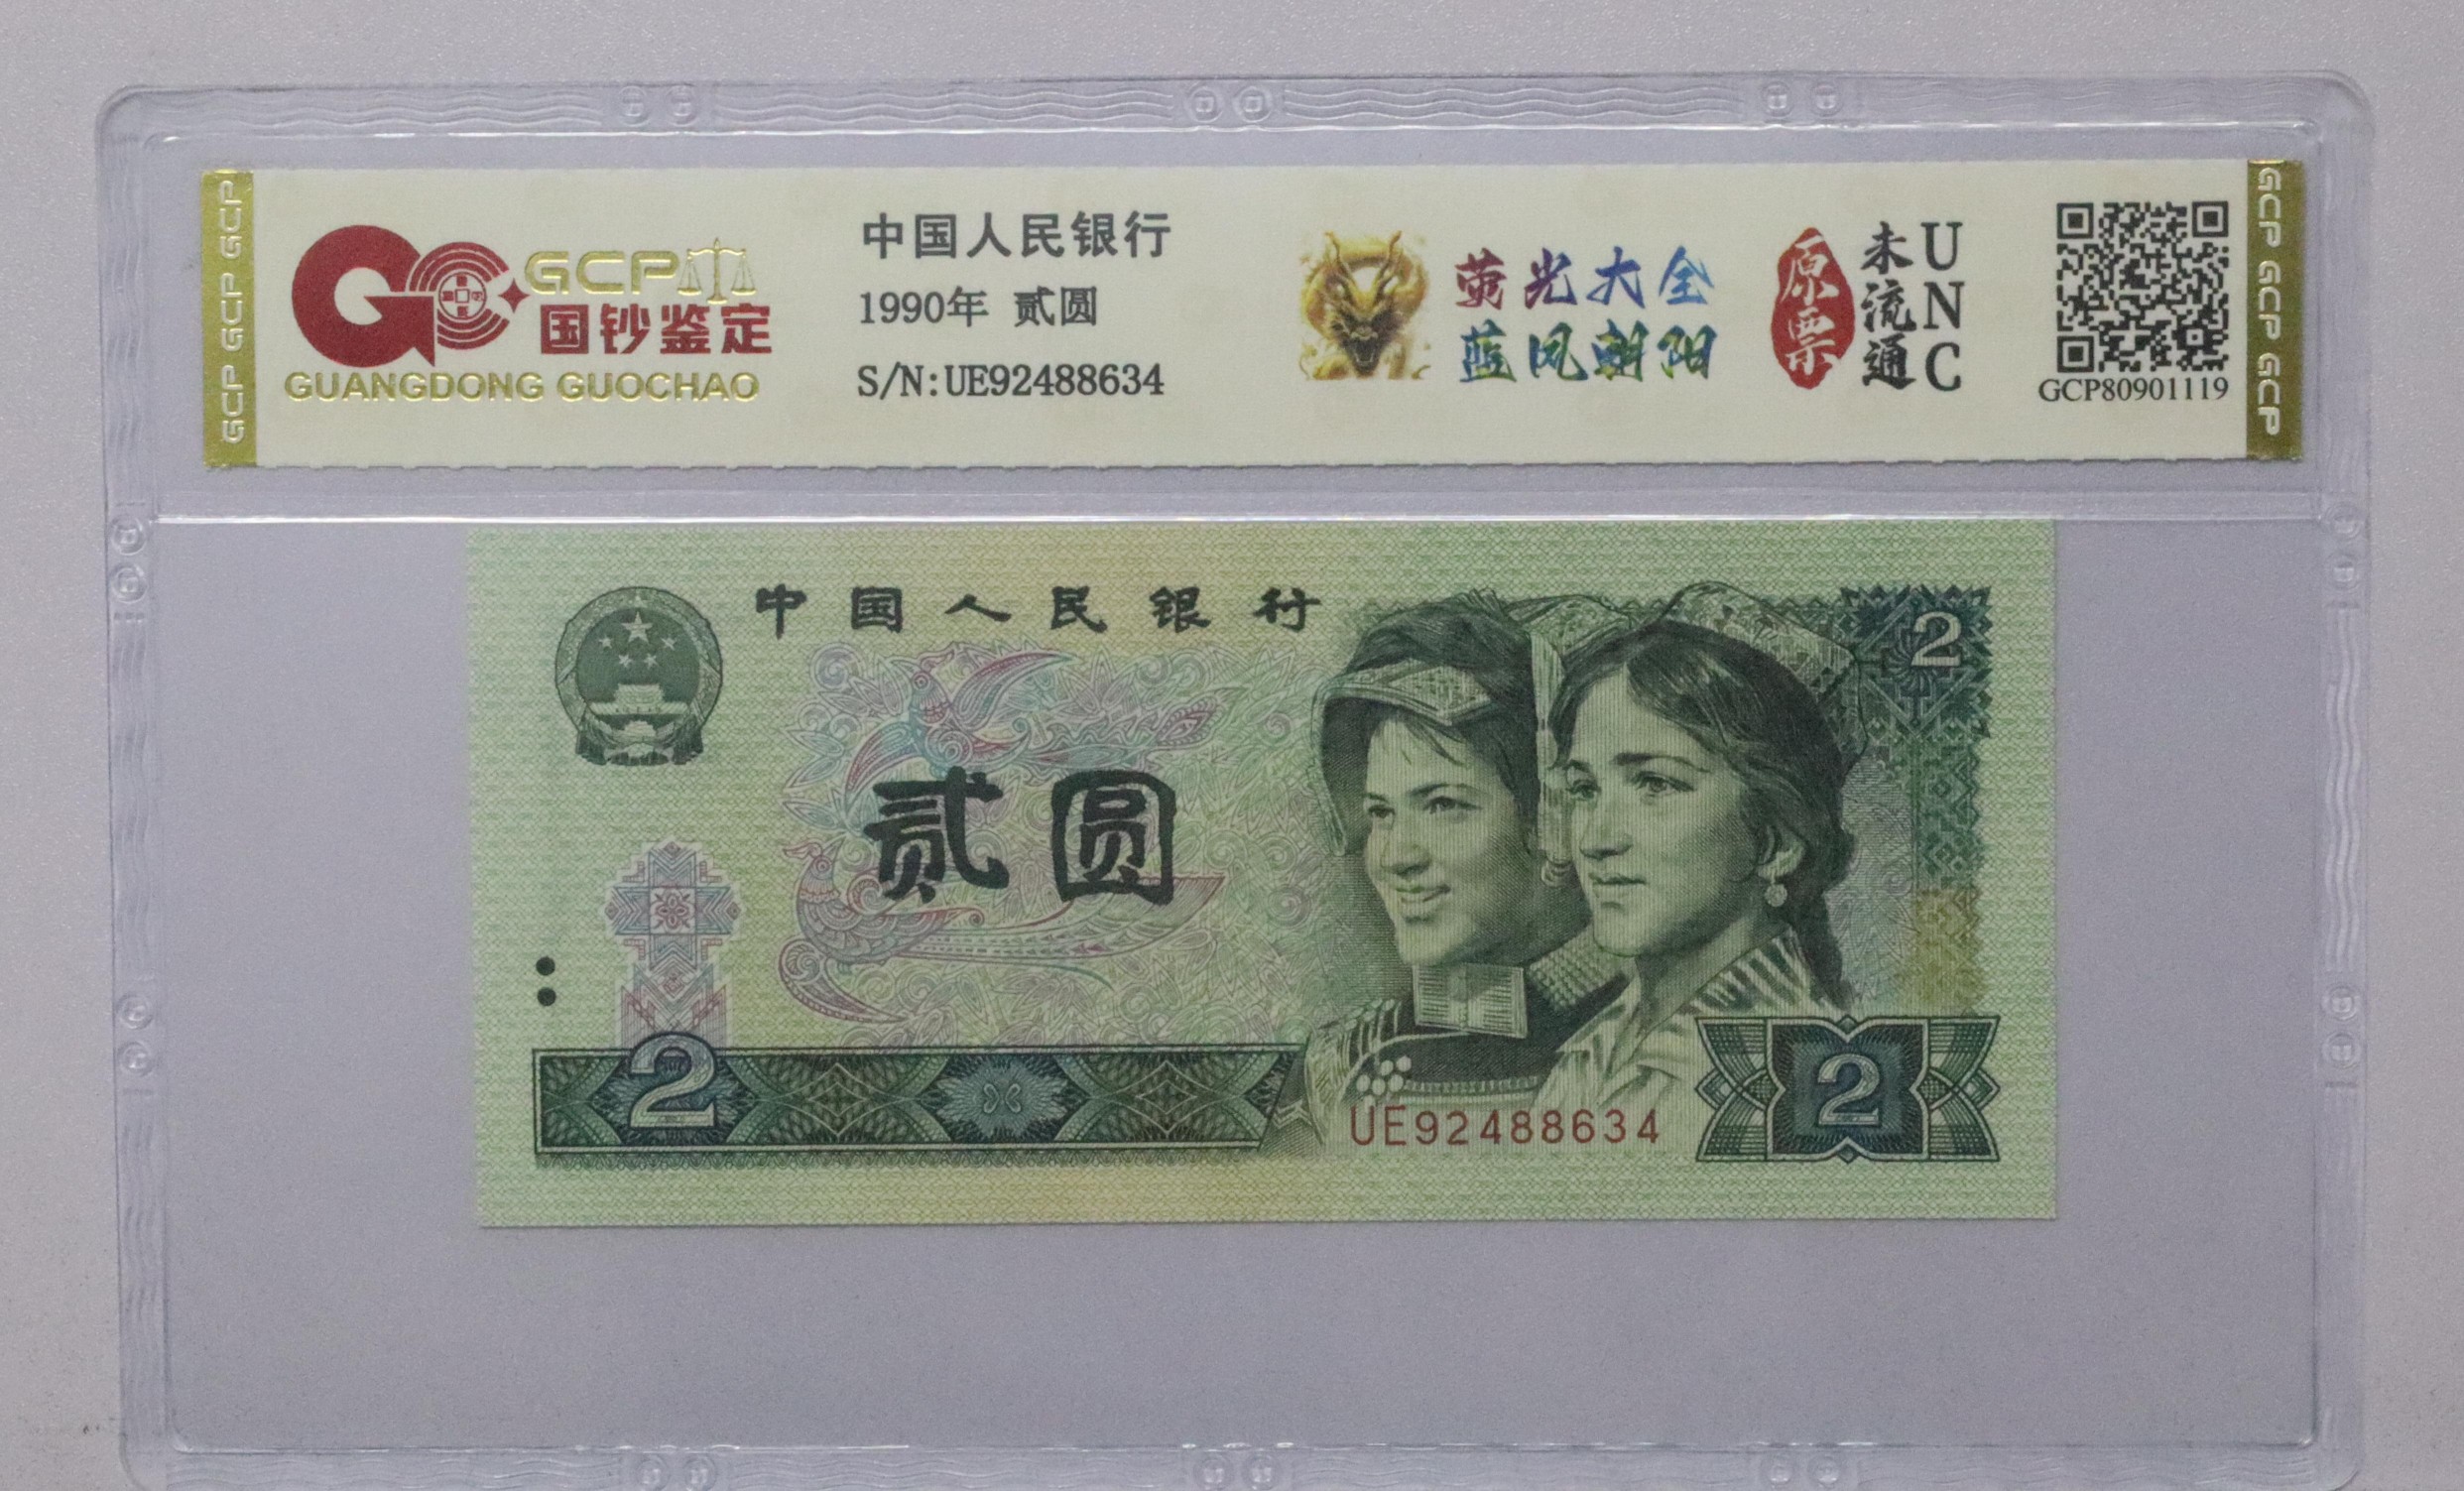 GCP GCP GCP
GCP
国钞鉴定
GUANGDONG GUOCHAO
中国人民银行
1990年 贰圆
S/N:UE92488634
荧光大全
蓝凤朝阳
原票
未流通
UNC
GCP80901119
GCP GCP GCP
中国人民银行
2
贰圆
2
UE92488634
2